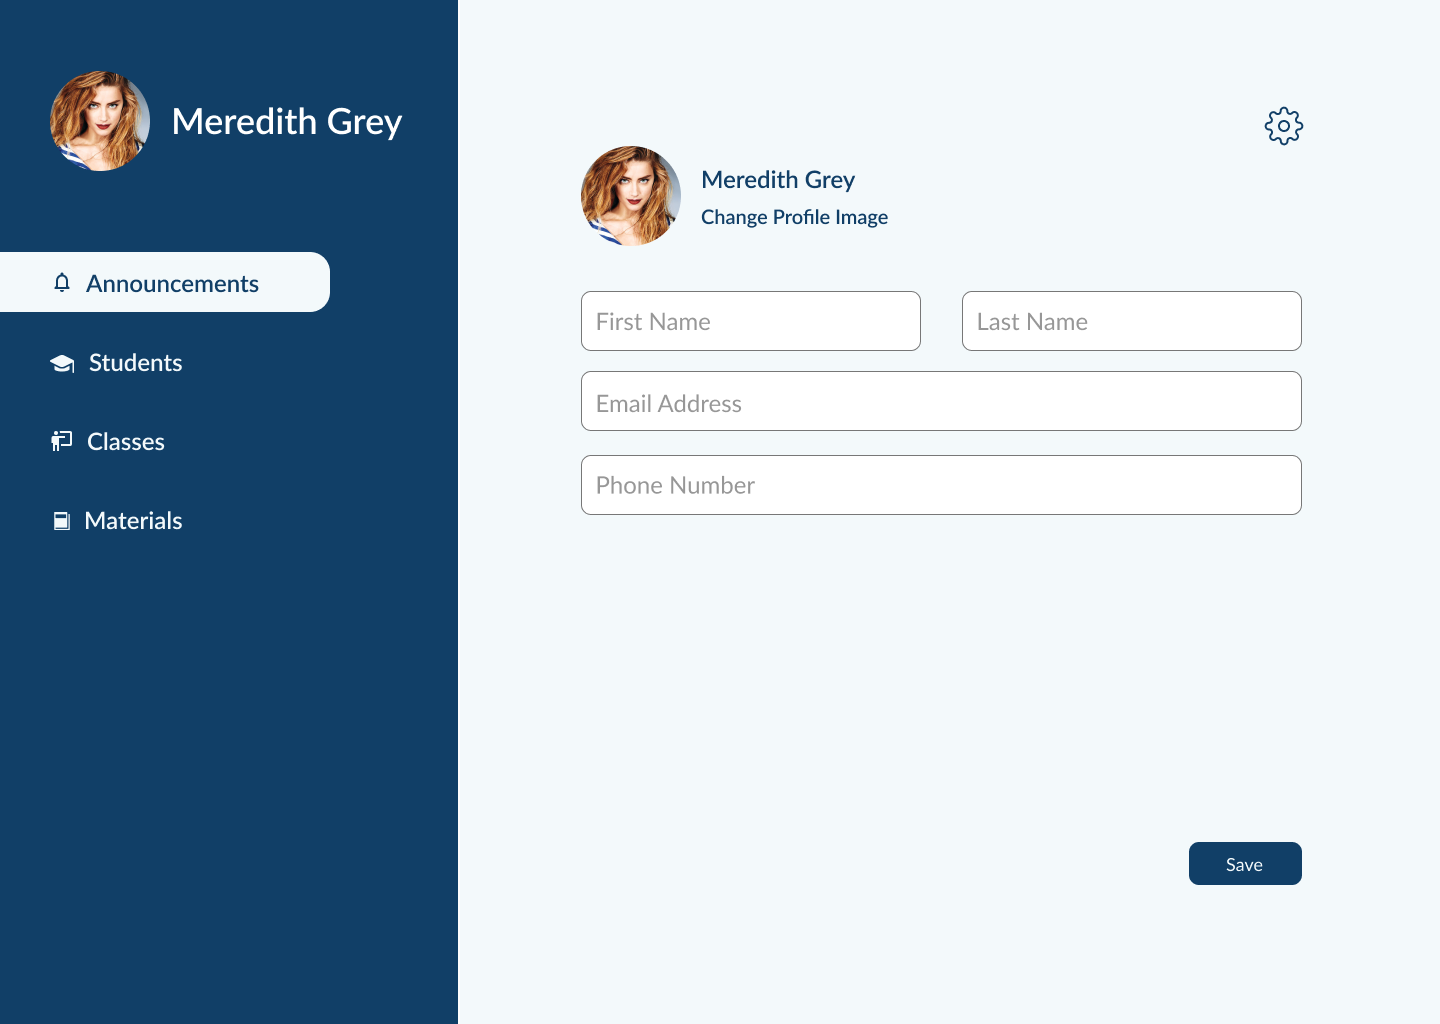 Meredith Grey
Announcements
Students
Classes
Materials
Meredith Grey
Change Profile Image
First Name
Last Name
Email Address
Phone Number
Save